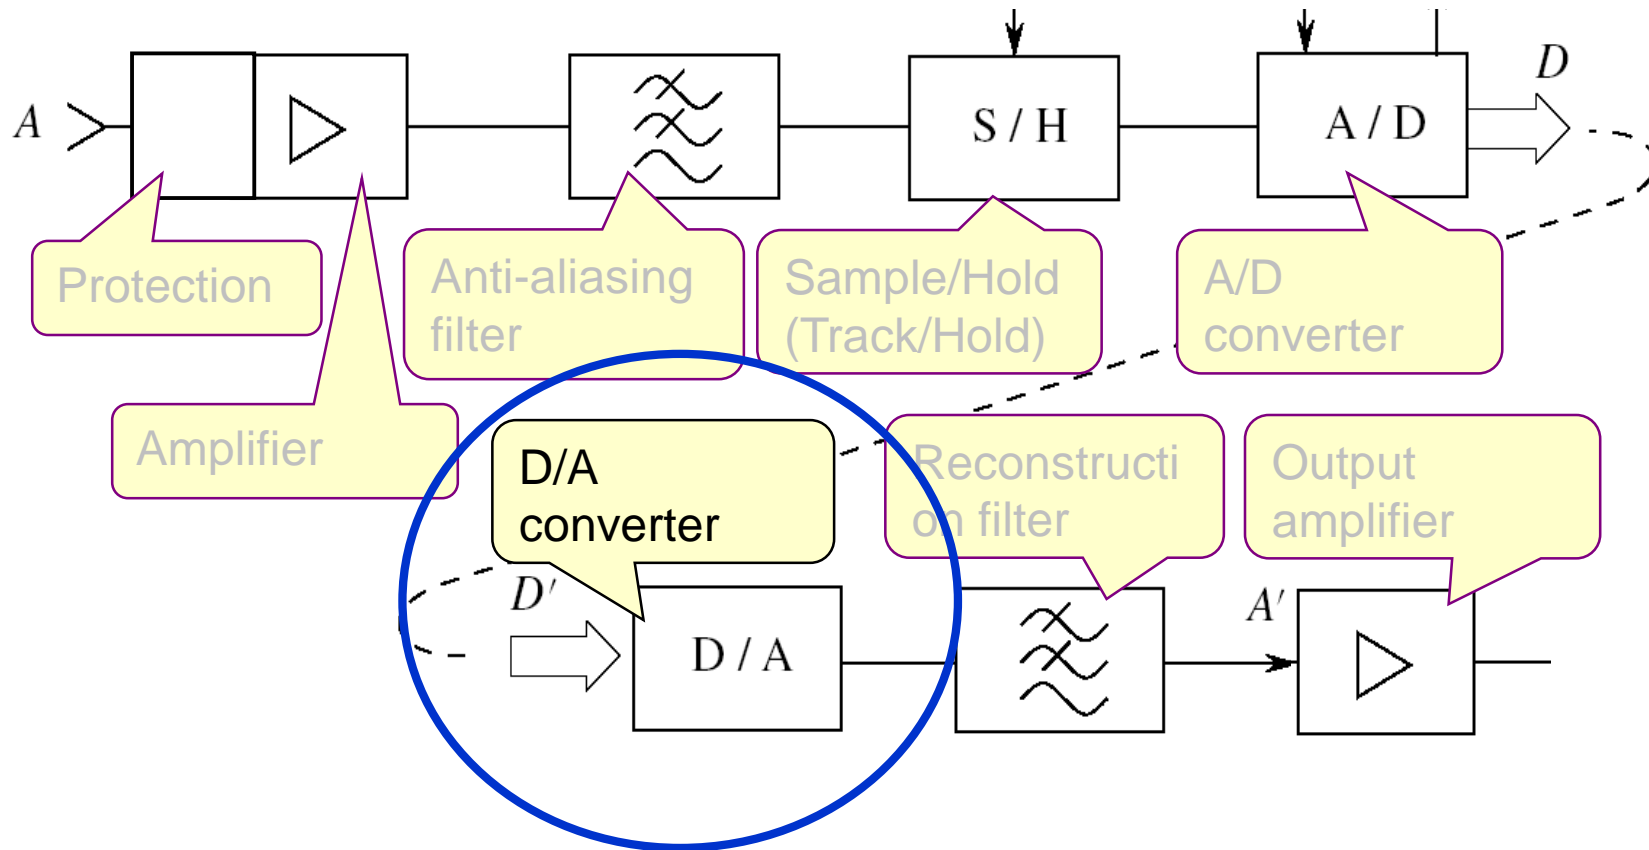 A
S / H
A / D
D
Protection
Anti-aliasing
filter
Sample/Hold
(Track/Hold)
A/D
converter
Amplifier
D/A
converter
Reconstructi
on filter
Output
amplifier
D'
D / A
A'